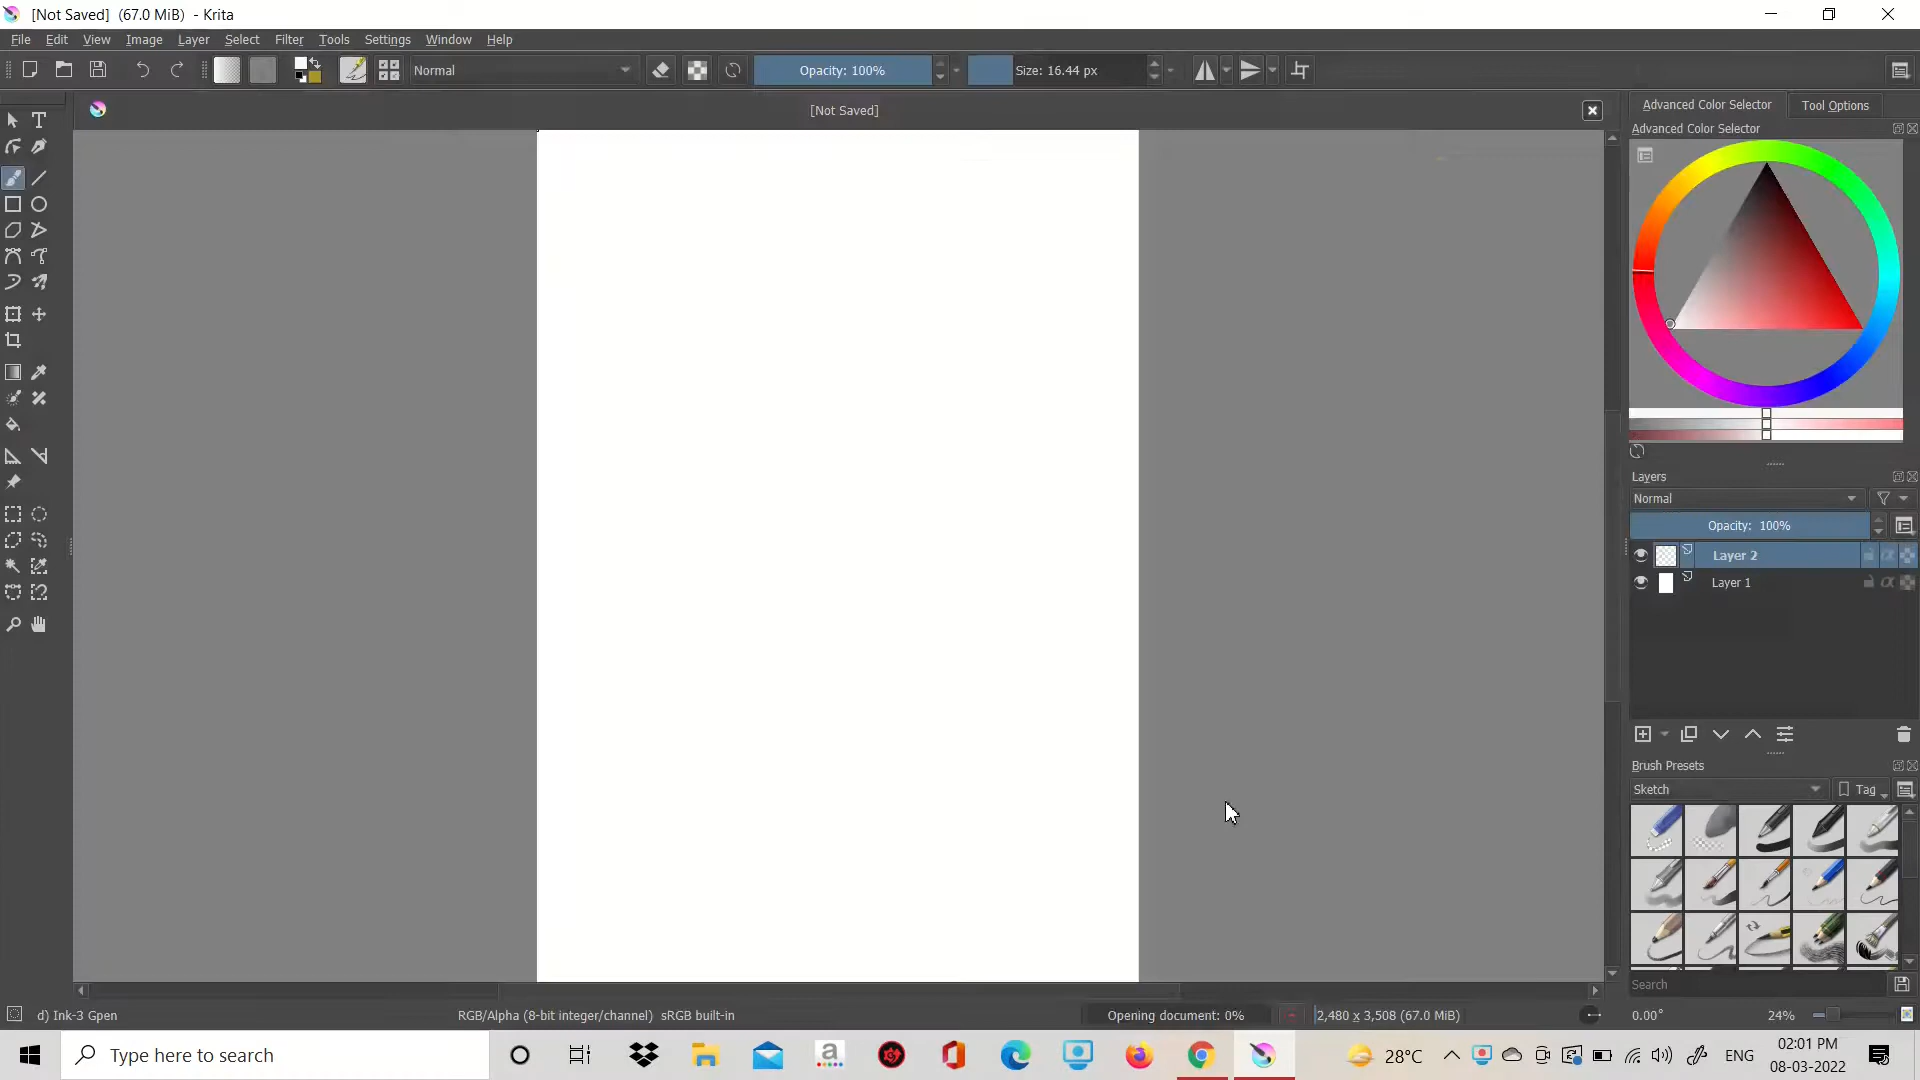 [Not Saved] (67.0 MiB) - Krita
File Edit View Image Layer Select Filter Tools Settings Window Help
Normal
Opacity: 100%
Size: 16.44 px
[Not Saved]
Advanced Color Selector
Tool Options
Advanced Color Selector
Layers
Normal
Opacity: 100%
Layer 2
Layer 1
Brush Presets
Sketch
Tag
Search
d) Ink-3 Gpen
RGB/Alpha (8-bit integer/channel) sRGB built-in
Opening document: 0%
2,480 x 3,508 (67.0 MiB)
0.00°
24%
Type here to search
a
28°C
ENG
02:01 PM
08-03-2022